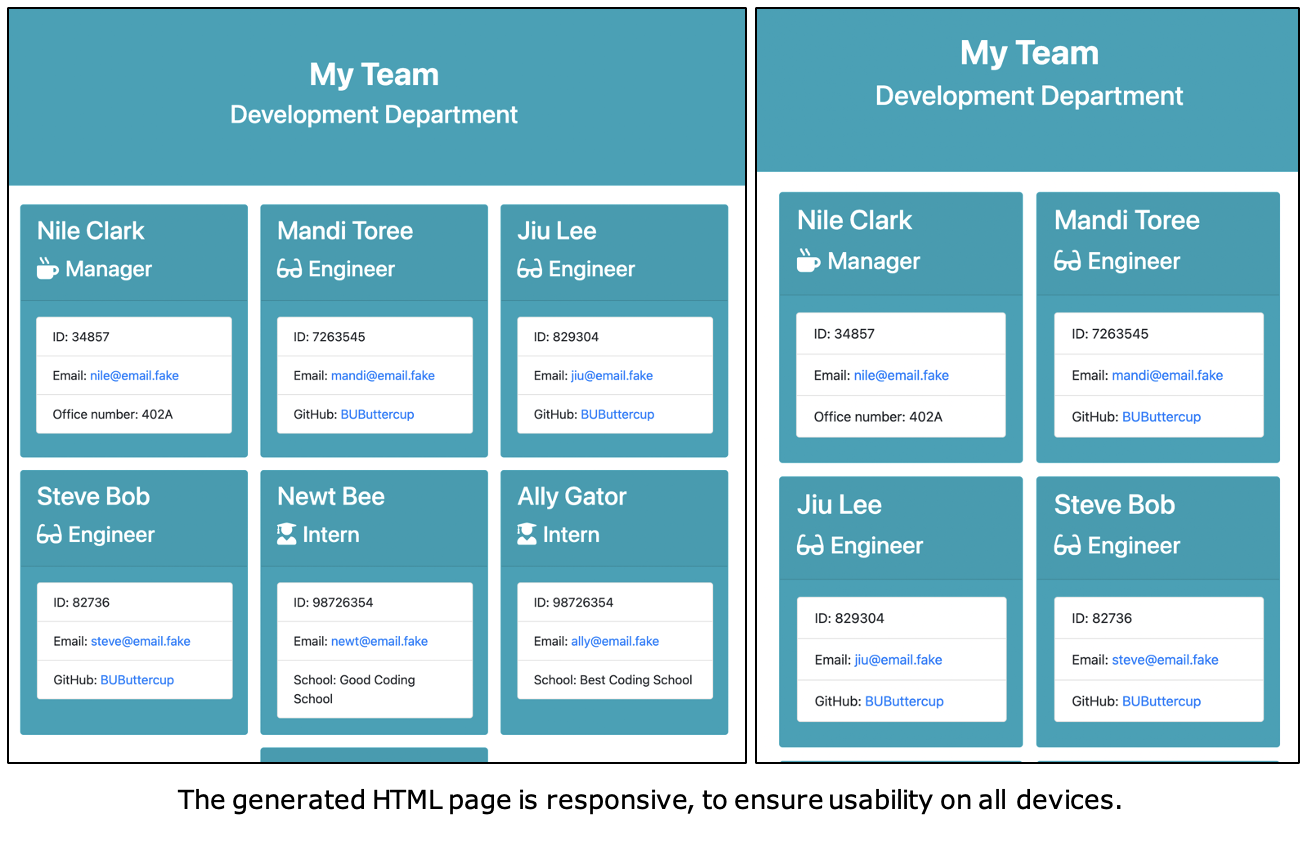 My Team
Development Department
Nile Clark
Manager
ID: 34857
Email: nile@email.fake
Office number: 402A
Mandi Toree
Engineer
ID: 7263545
Email: mandi@email.fake
GitHub: BUButtercup
Jiu Lee
Engineer
ID: 829304
Email: jiu@email.fake
GitHub: BUButtercup
Steve Bob
Engineer
ID: 82736
Email: steve@email.fake
GitHub: BUButtercup
Newt Bee
Intern
ID: 98726354
Email: newt@email.fake
School: Good Coding
School
Ally Gator
Intern
ID: 98726354
Email: ally@email.fake
School: Best Coding School
My Team
Development Department
Nile Clark
Manager
ID: 34857
Email: nile@email.fake
Office number: 402A
Mandi Toree
Engineer
ID: 7263545
Email: mandi@email.fake
GitHub: BUButtercup
Jiu Lee
Engineer
ID: 829304
Email: jiu@email.fake
GitHub: BUButtercup
Steve Bob
Engineer
ID: 82736
Email: steve@email.fake
GitHub: BUButtercup
The generated HTML page is responsive, to ensure usability on all devices.